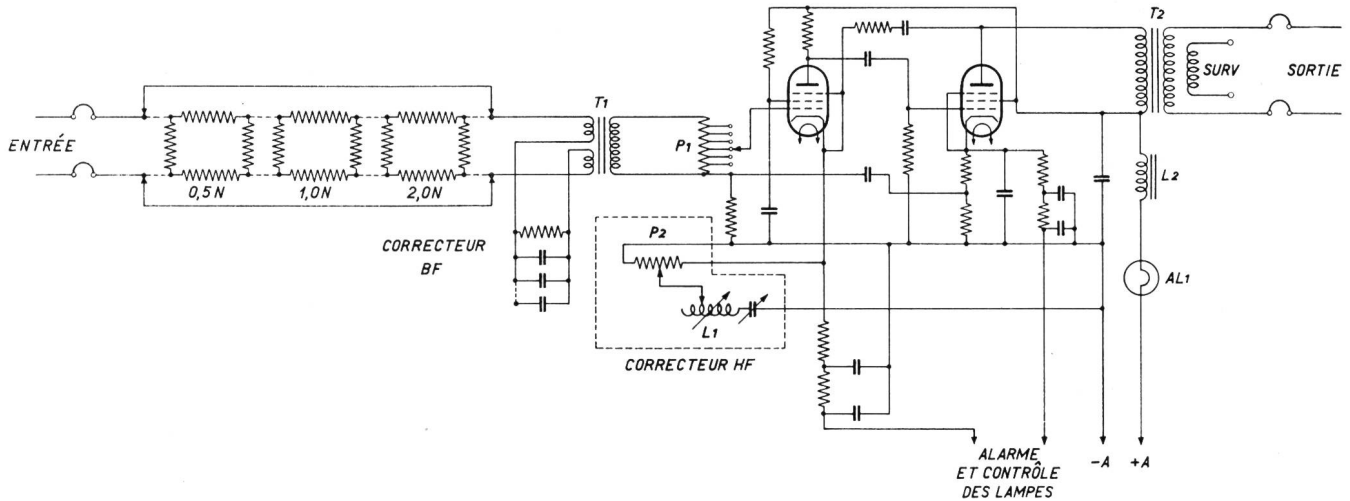 T1
T2
SURV
SORTIE
ENTRÉE
P1
0,5N
1,0N
2,0N
L2
CORRECTEUR
BF
P2
AL1
L1
CORRECTEUR HF
ALARME
ET CONTRÔLE
DES LAMPES
-A
+A